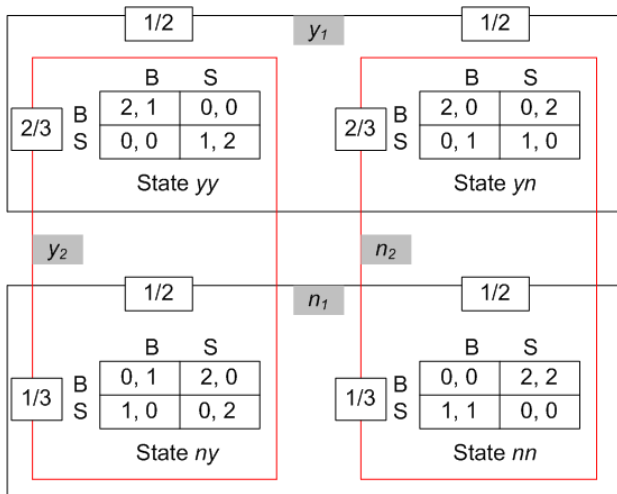 1/2 y₁ 1/2
B S B S
2/3 B 2, 1 0, 0 2/3 B 2, 0 0, 2
S 0, 0 1, 2 S 0, 1 1, 0
State yy State yn
y₂ n₂
1/2 n₁ 1/2
B S B S
1/3 B 0, 1 2, 0 1/3 B 0, 0 2, 2
S 1, 0 0, 2 S 1, 1 0, 0
State ny State nn